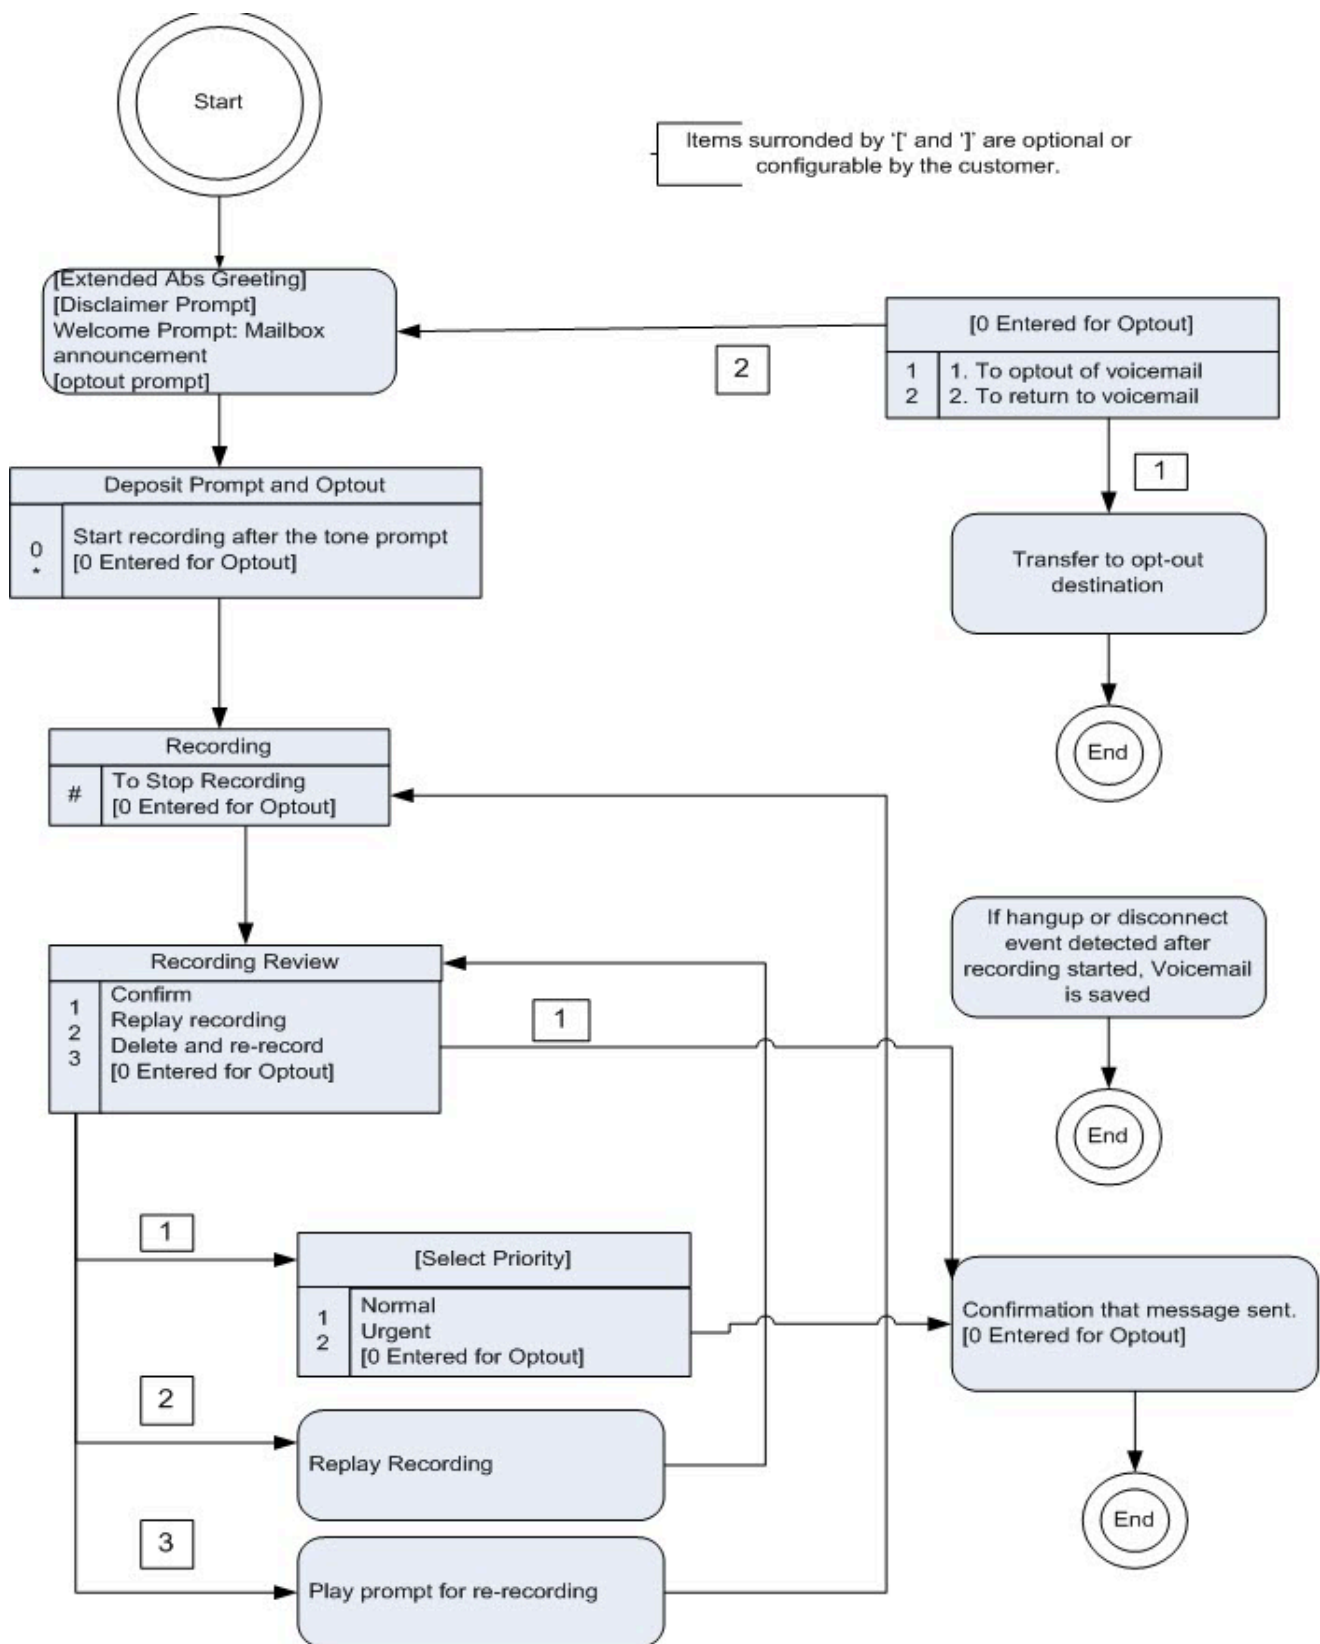 Start
Items surronded by '[' and ']' are optional or
configurable by the customer.
[Extended Abs Greeting]
[Disclaimer Prompt]
Welcome Prompt: Mailbox
announcement
[optout prompt]
2
[0 Entered for Optout]
1 1. To optout of voicemail
2 2. To return to voicemail
1
Deposit Prompt and Optout
Start recording after the tone prompt
0 [0 Entered for Optout]
*
Transfer to opt-out
destination
End
Recording
To Stop Recording
# [0 Entered for Optout]
If hangup or disconnect
event detected after
recording started, Voicemail
is saved
End
Recording Review
1 Confirm
2 Replay recording
3 Delete and re-record
[0 Entered for Optout]
1
1
[Select Priority]
1 Normal
2 Urgent
[0 Entered for Optout]
Confirmation that message sent.
[0 Entered for Optout]
End
2
Replay Recording
3
Play prompt for re-recording